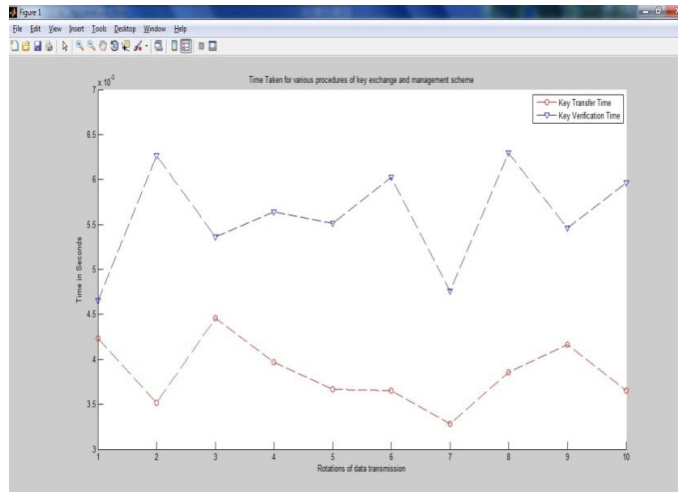 Figure 1
File Edit View Insert Tools Desktop Window Help
x 10-3
Time Taken for various procedures of key exchange and management scheme
Key Transfer Time
Key Verification Time
7
6.5
6
5.5
5
4.5
4
3.5
3
Time in Seconds
1 2 3 4 5 6 7 8 9 10
Rotations of data transmission